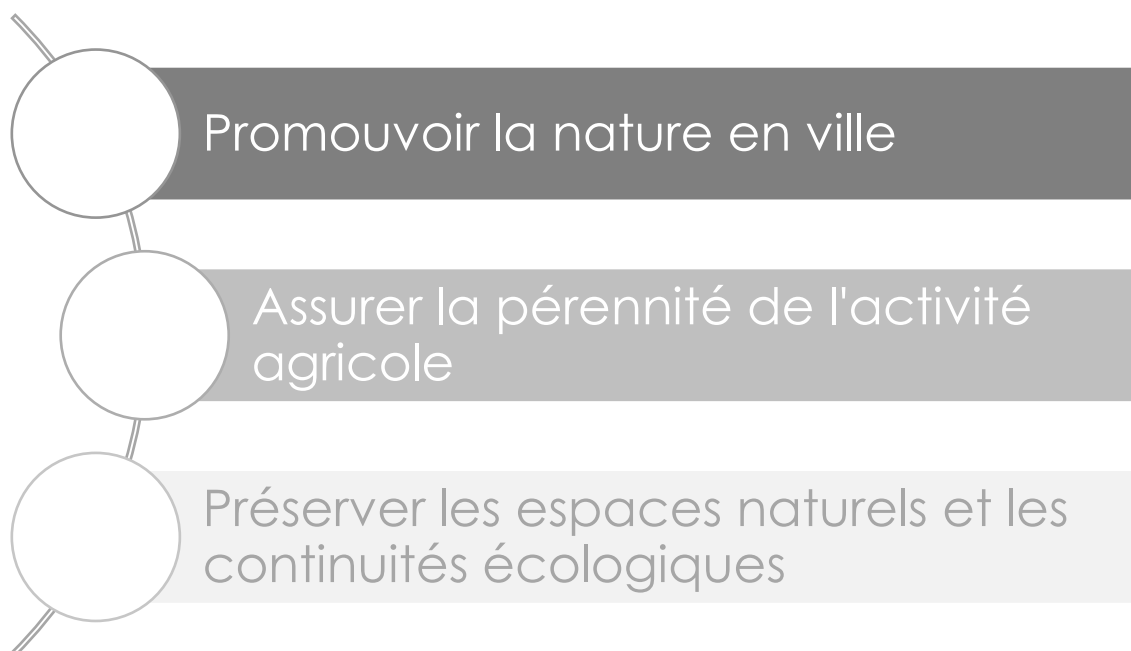 Promouvoir la nature en ville
Assurer la pérennité de l'activité
agricole
Préserver les espaces naturels et les
continuités écologiques